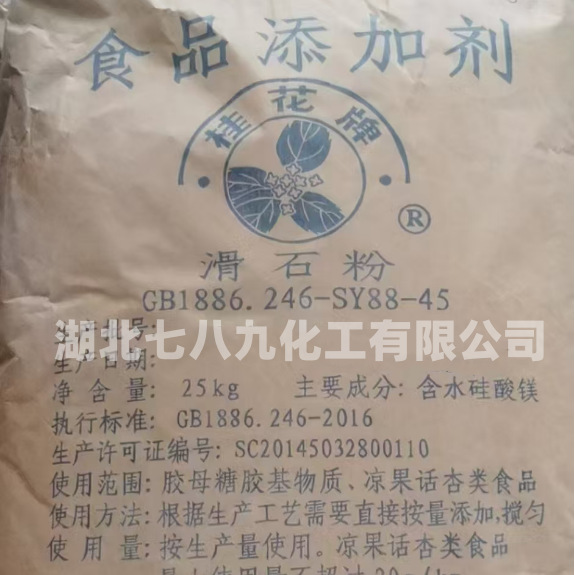 食品添加剂
桂花牌
®
滑石粉
GB1886.246-SY88-45
湖北七八九化工有限公司
生产日期:
净含量: 25kg 主要成分: 含水硅酸镁
执行标准: GB1886.246-2016
生产许可证编号: SC20145032800110
使用范围: 胶母糖胶基物质、凉果话杏类食品
使用方法: 根据生产工艺需要直接按量添加,搅匀
使用量: 按生产量使用。凉果话杏类食品